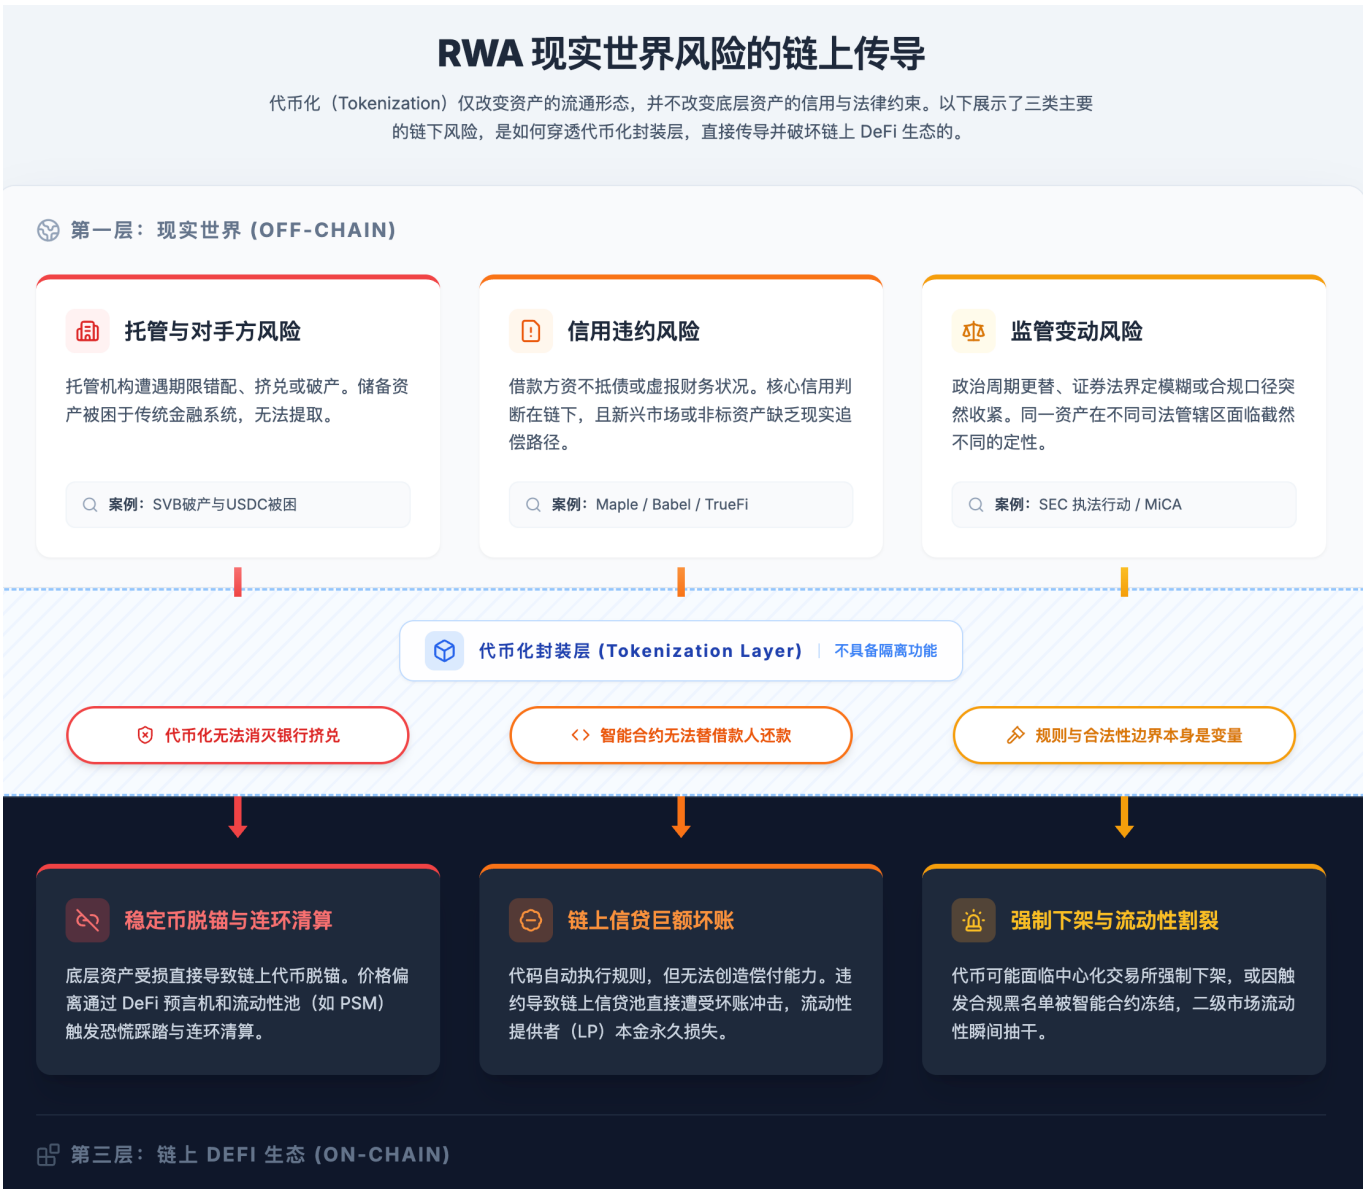 RWA 现实世界风险的链上传导
代币化（Tokenization）仅改变资产的流通形态，并不改变底层资产的信用与法律约束。以下展示了三类主要
的链下风险，是如何穿透代币化封装层，直接传导并破坏链上 DeFi 生态的。
第一层：现实世界 (OFF-CHAIN)
托管与对手方风险
托管机构遭遇期限错配、挤兑或破产。储备资
产被困于传统金融系统，无法提取。
案例：SVB破产与USDC被困
信用违约风险
借款方资不抵债或虚报财务状况。核心信用判
断在链下，且新兴市场或非标资产缺乏现实追
偿路径。
案例：Maple / Babel / TrueFi
监管变动风险
政治周期更替、证券法界定模糊或合规口径突
然收紧。同一资产在不同司法管辖区面临截然
不同的定性。
案例：SEC 执法行动 / MiCA
代币化封装层 (Tokenization Layer) 不具备隔离功能
代币化无法消灭银行挤兑
智能合约无法替借款人还款
规则与合法性边界本身是变量
稳定币脱锚与连环清算
底层资产受损直接导致链上代币脱锚。价格偏
离通过 DeFi 预言机和流动性池（如 PSM）
触发恐慌踩踏与连环清算。
链上信贷巨额坏账
代码自动执行规则，但无法创造偿付能力。违
约导致链上信贷池直接遭受坏账冲击，流动性
提供者（LP）本金永久损失。
强制下架与流动性割裂
代币可能面临中心化交易所强制下架，或因触
发合规黑名单被智能合约冻结，二级市场流动
性瞬间抽干。
第三层：链上 DEFI 生态 (ON-CHAIN)